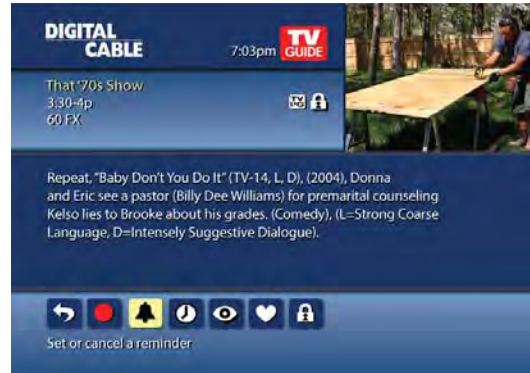 DIGITAL
CABLE
7:03pm
TV
GUIDE
That '70s Show
3:30-4p
60 FX
Repeat, "Baby Don't You Do It" (TV-14, L, D), (2004), Donna
and Eric see a pastor (Billy Dee Williams) for premarital counseling
Kelso lies to Brooke about his grades. (Comedy), (L=Strong Coarse
Language, D=Intensely Suggestive Dialogue).
Set or cancel a reminder